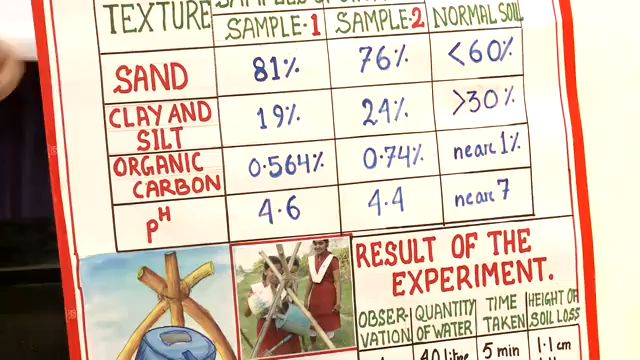 TEXTURE
SAMPLE-1 SAMPLE-2 NORMAL SOIL
SAND 81% 76% <60%
CLAY AND SILT 19% 24% >30%
ORGANIC CARBON 0.564% 0.74% near 1%
pH 4.6 4.4 near 7
RESULT OF THE
EXPERIMENT.
OBSER-VATION QUANTITY OF WATER TIME TAKEN HEIGHT OF SOIL LOSS
40 litre 5 min 1.1 cm